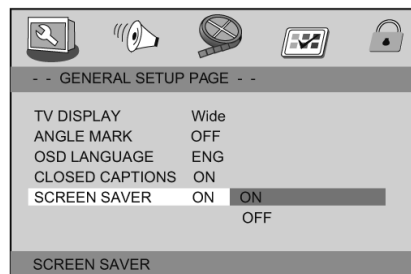 - - GENERAL SETUP PAGE - -
TV DISPLAY Wide
ANGLE MARK OFF
OSD LANGUAGE ENG
CLOSED CAPTIONS ON
SCREEN SAVER ON ON
OFF
SCREEN SAVER